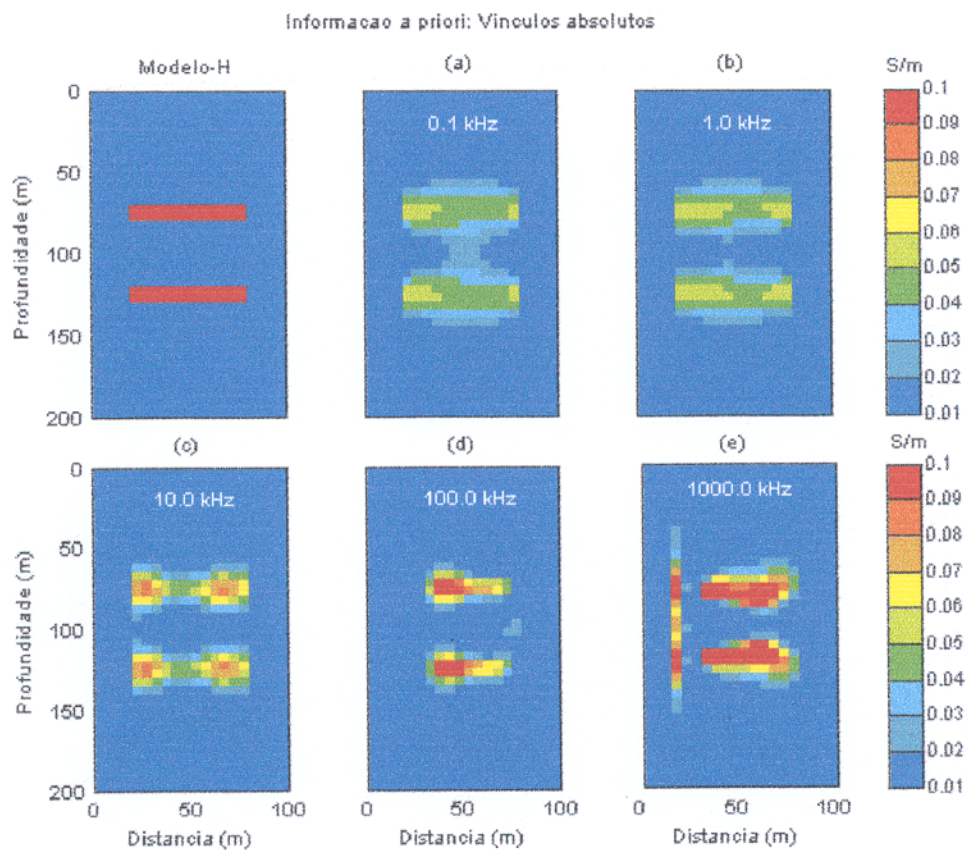 Informacao a priori: Vinculos absolutos
Modelo-H
(a)
(b)
S/m
0
50
100
150
200
Profundidade (m)
0.1 kHz
1.0 kHz
0.1
0.09
0.08
0.07
0.06
0.05
0.04
0.03
0.02
0.01
(c)
(d)
(e)
S/m
0
50
100
150
200
Profundidade (m)
10.0 kHz
100.0 kHz
1000.0 kHz
0.1
0.09
0.08
0.07
0.06
0.05
0.04
0.03
0.02
0.01
0
50
100
0
50
100
0
50
100
Distancia (m)
Distancia (m)
Distancia (m)